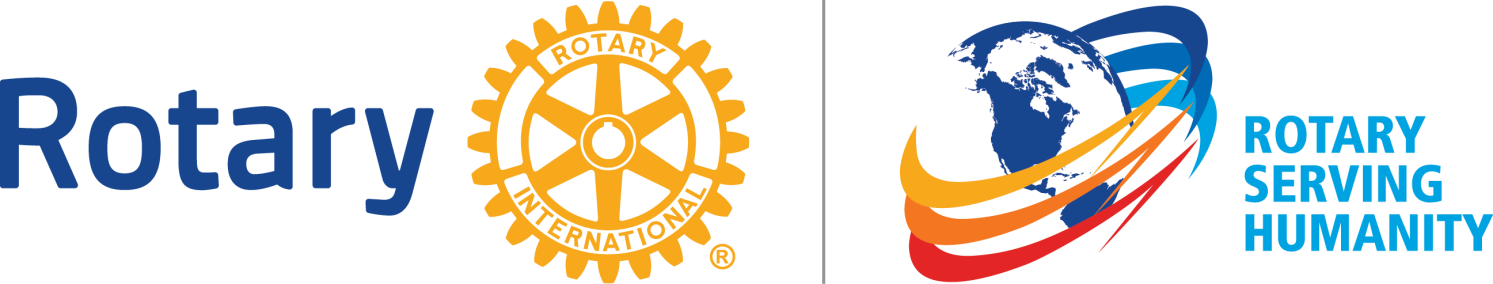 Rotary
ROTARY
INTERNATIONAL
®
ROTARY
SERVING
HUMANITY